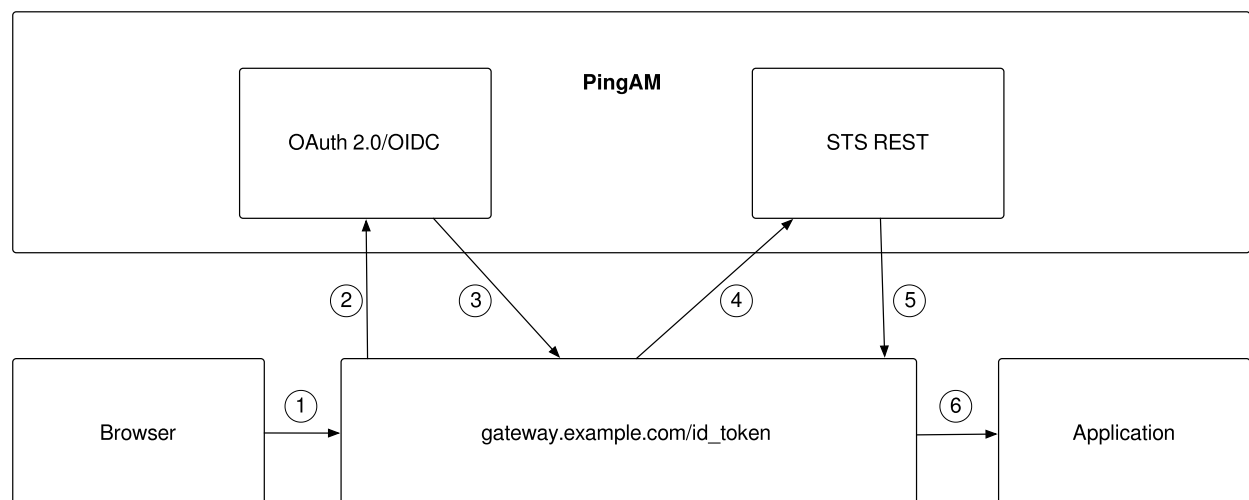 PingAM
OAuth 2.0/OIDC
STS REST
2
3
4
5
Browser
1
gateway.example.com/id_token
6
Application